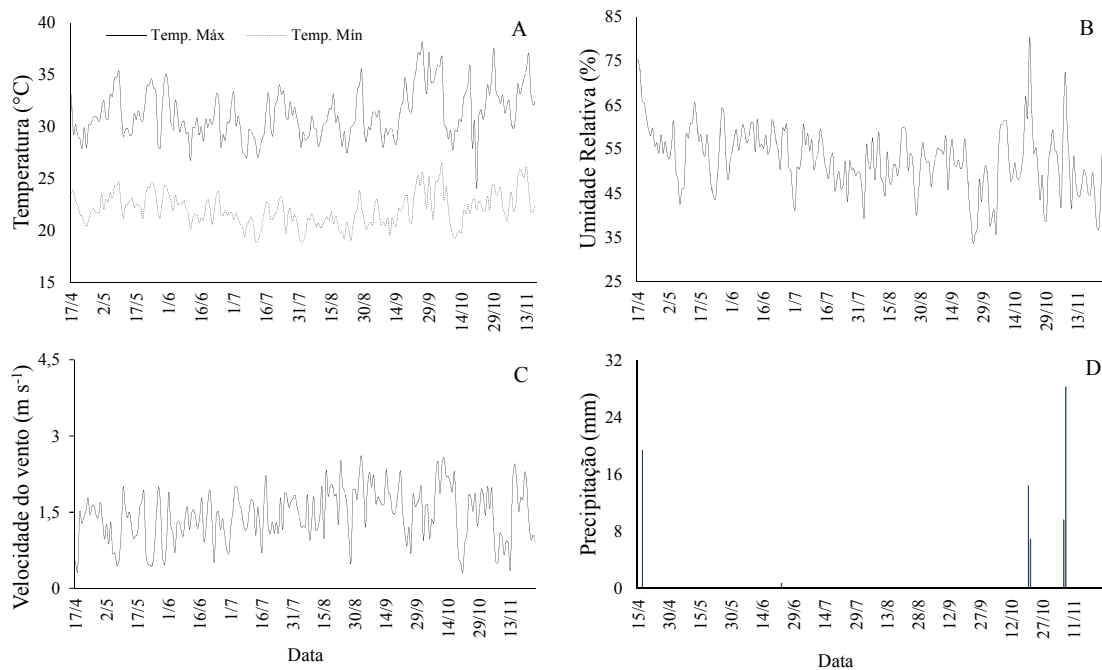 A
Temp. Máx Temp. Mín
Temperatura (°C)
40
35
30
25
20
15
17/4 2/5 17/5 1/6 16/6 1/7 16/7 31/7 15/8 30/8 14/9 29/9 14/10 29/10 13/11
B
Umidade Relativa (%)
85
75
65
55
45
35
25
17/4 2/5 17/5 1/6 16/6 1/7 16/7 31/7 15/8 30/8 14/9 29/9 14/10 29/10 13/11
C
Velocidade do vento (m s-1)
4,5
3
1,5
0
17/4 2/5 17/5 1/6 16/6 1/7 16/7 31/7 15/8 30/8 14/9 29/9 14/10 29/10 13/11
Data
D
Precipitação (mm)
32
24
16
8
0
15/4 30/4 15/5 30/5 14/6 29/6 14/7 29/7 13/8 28/8 12/9 27/9 12/10 27/10 11/11
Data